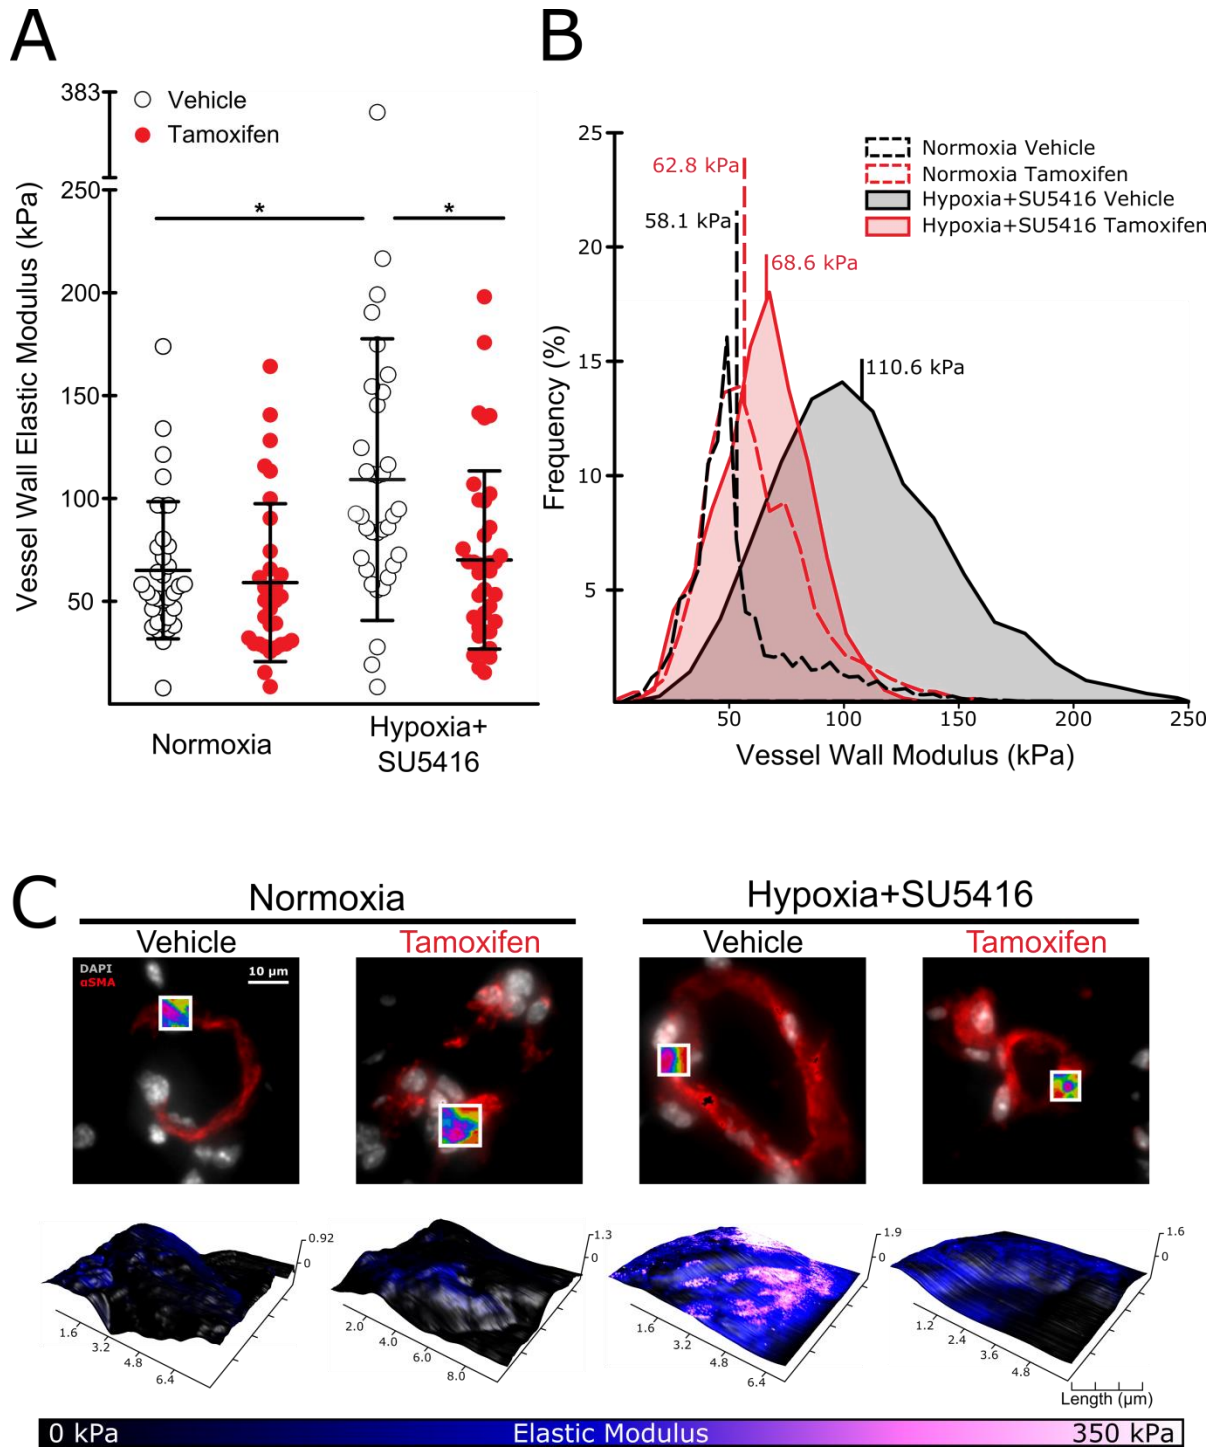 A
383
Vehicle
Tamoxifen
250
200
150
100
50
*
*
Vessel Wall Elastic Modulus (kPa)
Normoxia
Hypoxia+
SU5416
B
25
20
15
10
5
Frequency (%)
Normoxia Vehicle
Normoxia Tamoxifen
Hypoxia+SU5416 Vehicle
Hypoxia+SU5416 Tamoxifen
62.8 kPa
58.1 kPa
68.6 kPa
110.6 kPa
50
100
150
200
250
Vessel Wall Modulus (kPa)
C
Normoxia
Hypoxia+SU5416
Vehicle
Tamoxifen
Vehicle
Tamoxifen
DAPI
αSMA
10 μm
0.92
0
1.6
3.2
4.8
6.4
1.3
0
2.0
4.0
6.0
8.0
1.9
0
1.6
3.2
4.8
6.4
1.6
0
1.2
2.4
3.6
4.8
Length (μm)
0 kPa
Elastic Modulus
350 kPa